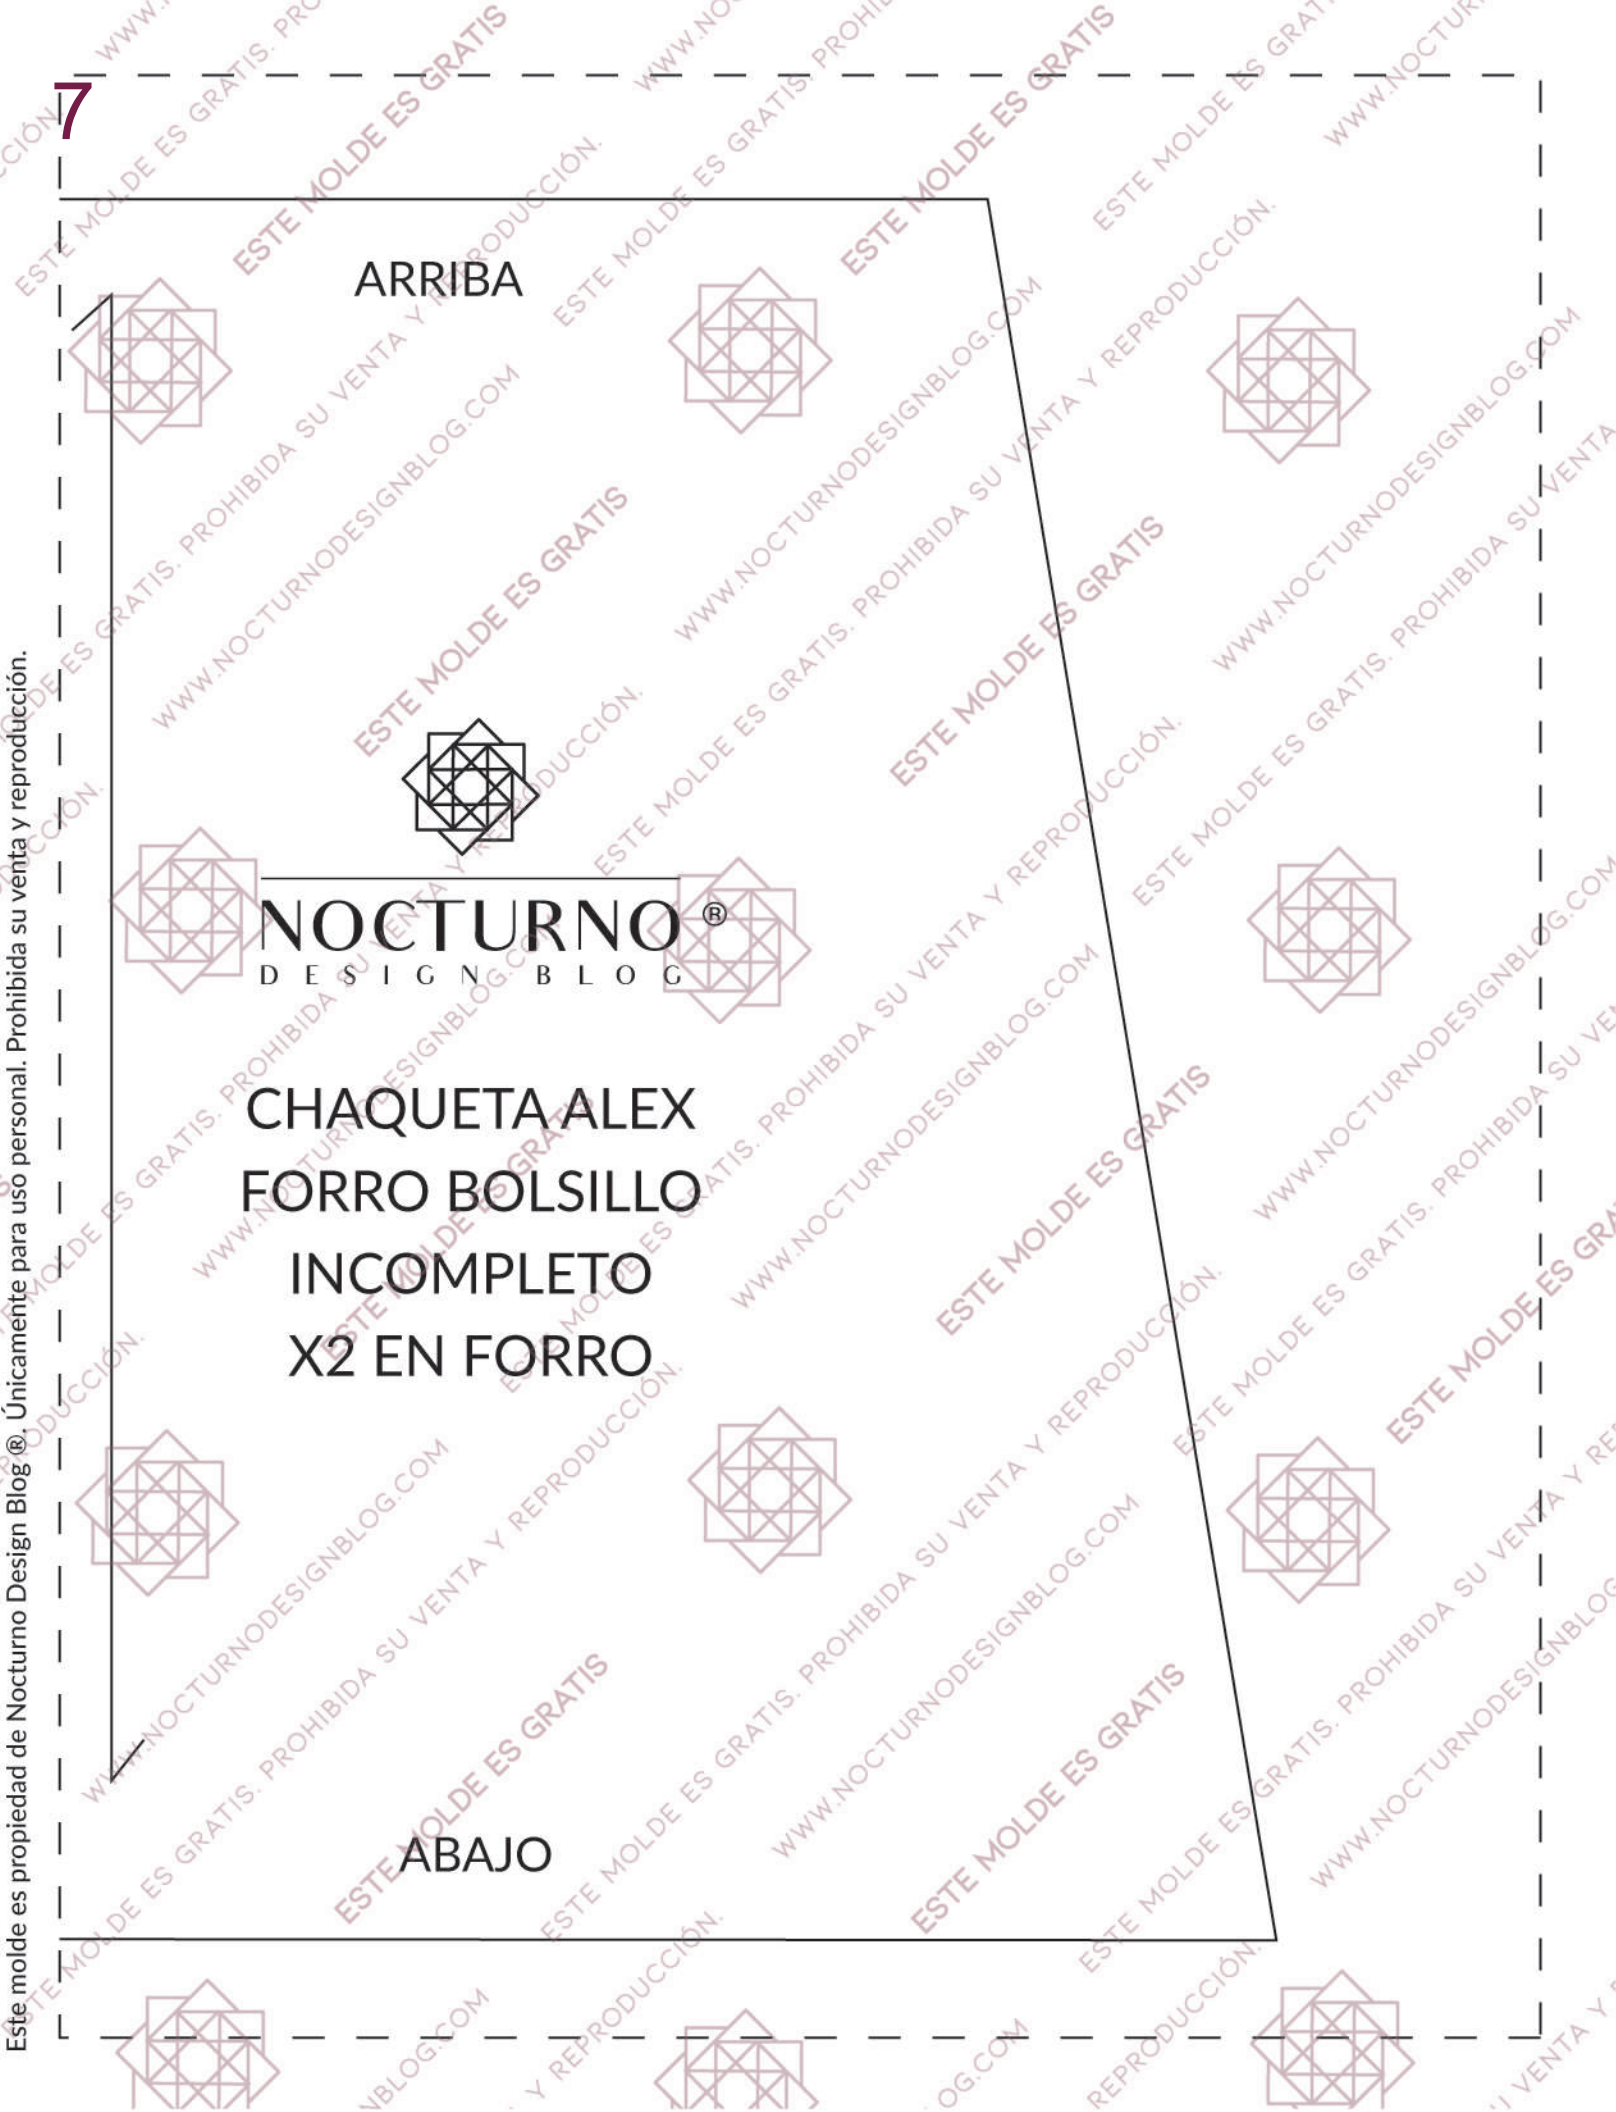 7
ARRIBA
NOCTURNO ®
DESIGN BLOG
CHAQUETA ALEX
FORRO BOLSILLO
INCOMPLETO
X2 EN FORRO
ABAJO
Este molde es propiedad de Nocturno Design Blog ®. Únicamente para uso personal. Prohibida su venta y reproducción.
ESTE MOLDE ES GRATIS
ESTE MOLDE ES GRATIS. PROHIBIDA SU VENTA Y REPRODUCCIÓN.
WWW.NOCTURNODESIGNBLOG.COM